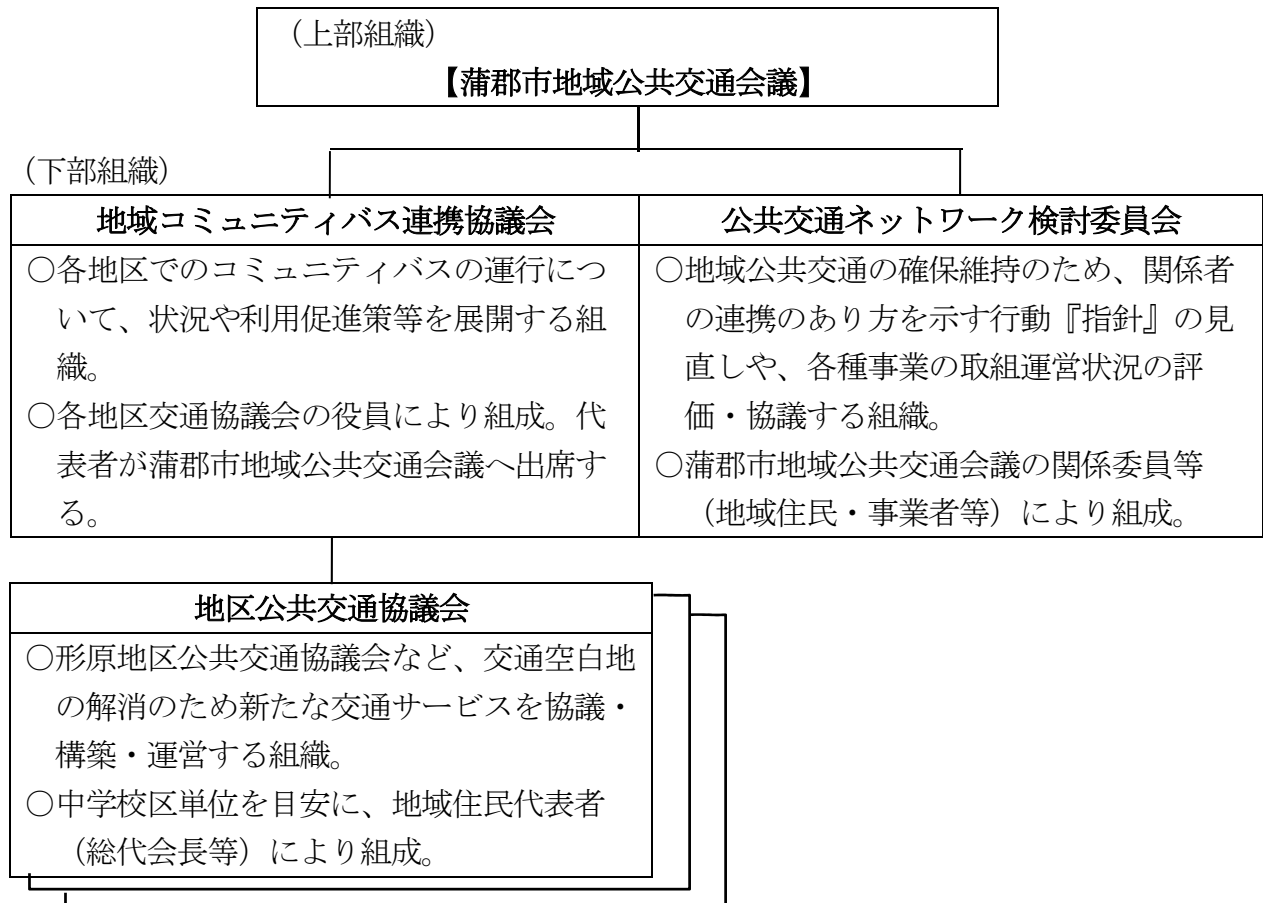 （上部組織）
【蒲郡市地域公共交通会議】
（下部組織）
地域コミュニティバス連携協議会
○各地区でのコミュニティバスの運行につ
いて、状況や利用促進策等を展開する組
織。
○各地区交通協議会の役員により組成。代
表者が蒲郡市地域公共交通会議へ出席す
る。
公共交通ネットワーク検討委員会
○地域公共交通の確保維持のため、関係者
の連携のあり方を示す行動『指針』の見
直しや、各種事業の取組運営状況の評
価・協議する組織。
○蒲郡市地域公共交通会議の関係委員等
（地域住民・事業者等）により組成。
地区公共交通協議会
○形原地区公共交通協議会など、交通空白地
の解消のため新たな交通サービスを協議・
構築・運営する組織。
○中学校区単位を目安に、地域住民代表者
（総代会長等）により組成。